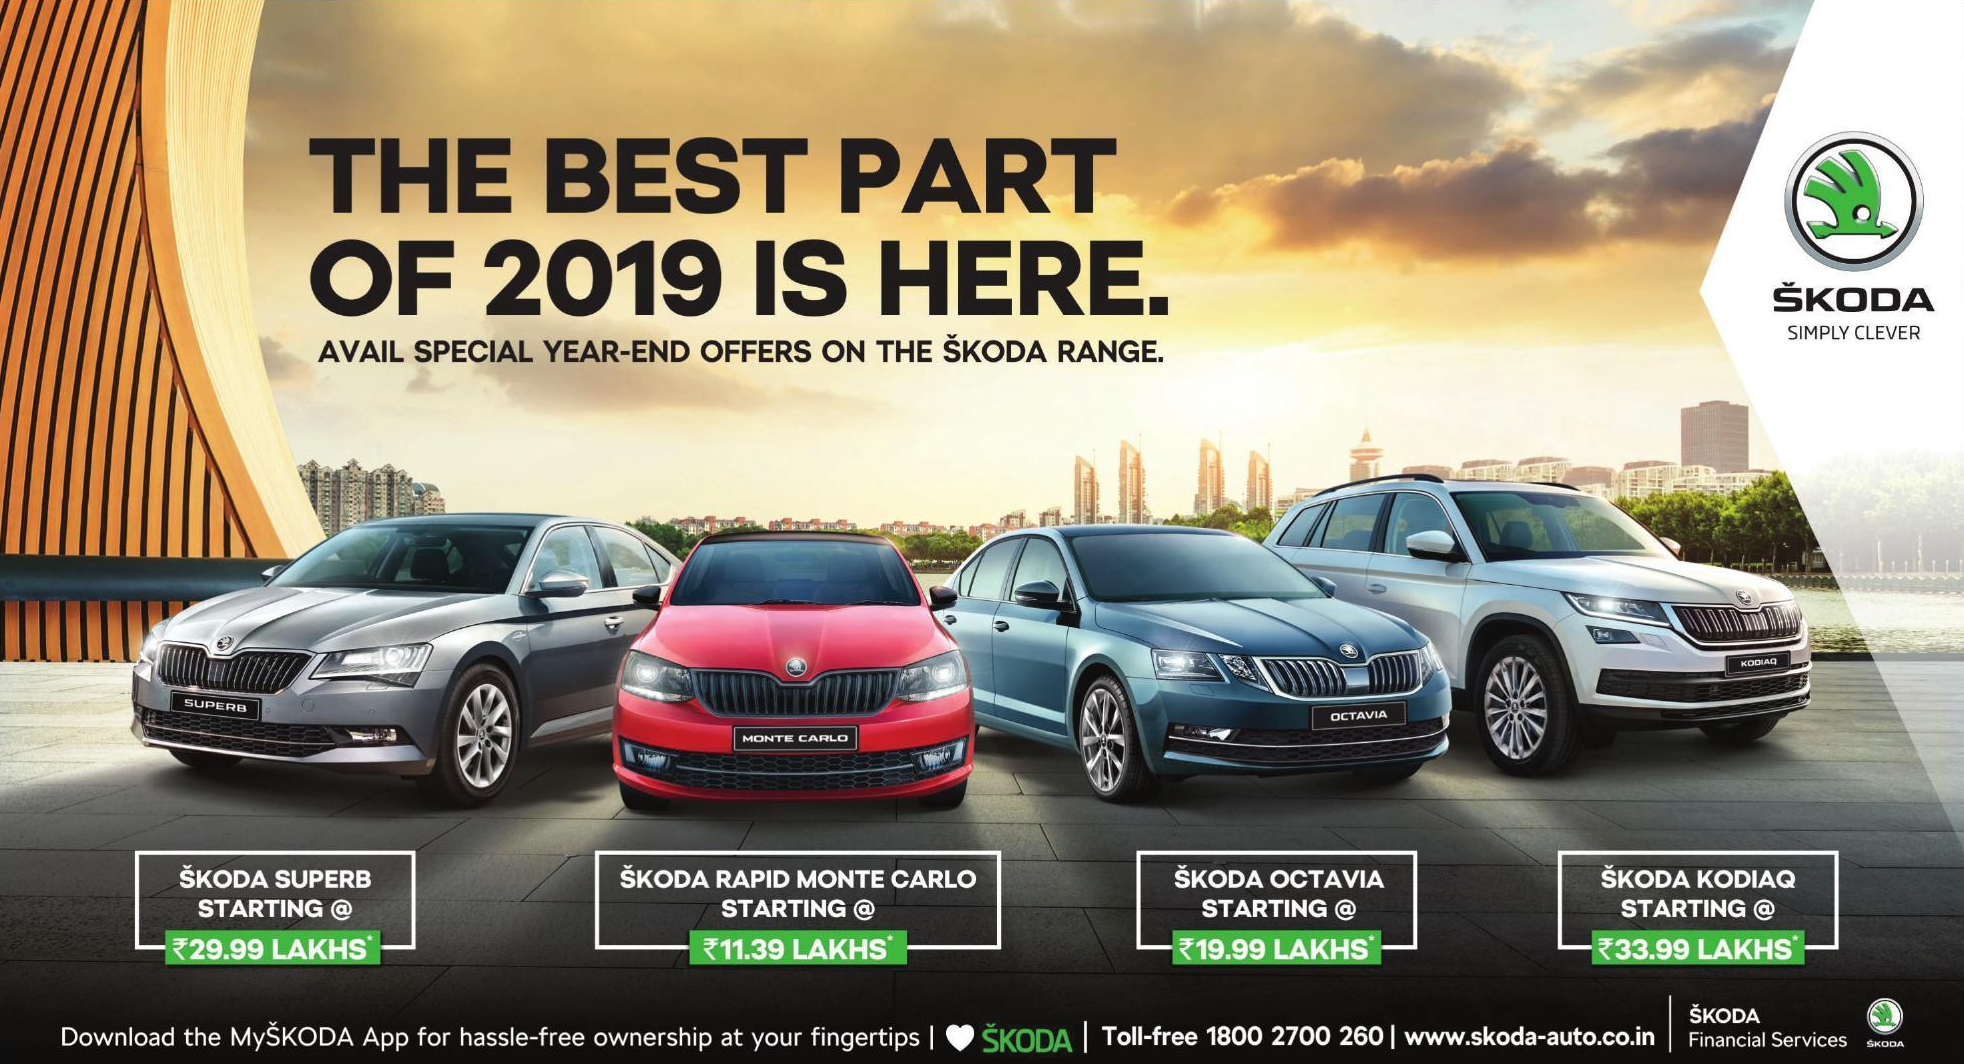 THE BEST PART
OF 2019 IS HERE.
AVAIL SPECIAL YEAR-END OFFERS ON THE ŠKODA RANGE.
ŠKODA
SIMPLY CLEVER
SUPERB
MONTE CARLO
OCTAVIA
KODIAQ
ŠKODA SUPERB
STARTING @
₹29.99 LAKHS*
ŠKODA RAPID MONTE CARLO
STARTING @
₹11.39 LAKHS*
ŠKODA OCTAVIA
STARTING @
₹19.99 LAKHS*
ŠKODA KODIAQ
STARTING @
₹33.99 LAKHS*
Download the MyŠKODA App for hassle-free ownership at your fingertips | ŠKODA | Toll-free 1800 2700 260 | www.skoda-auto.co.in
ŠKODA
Financial Services
ŠKODA